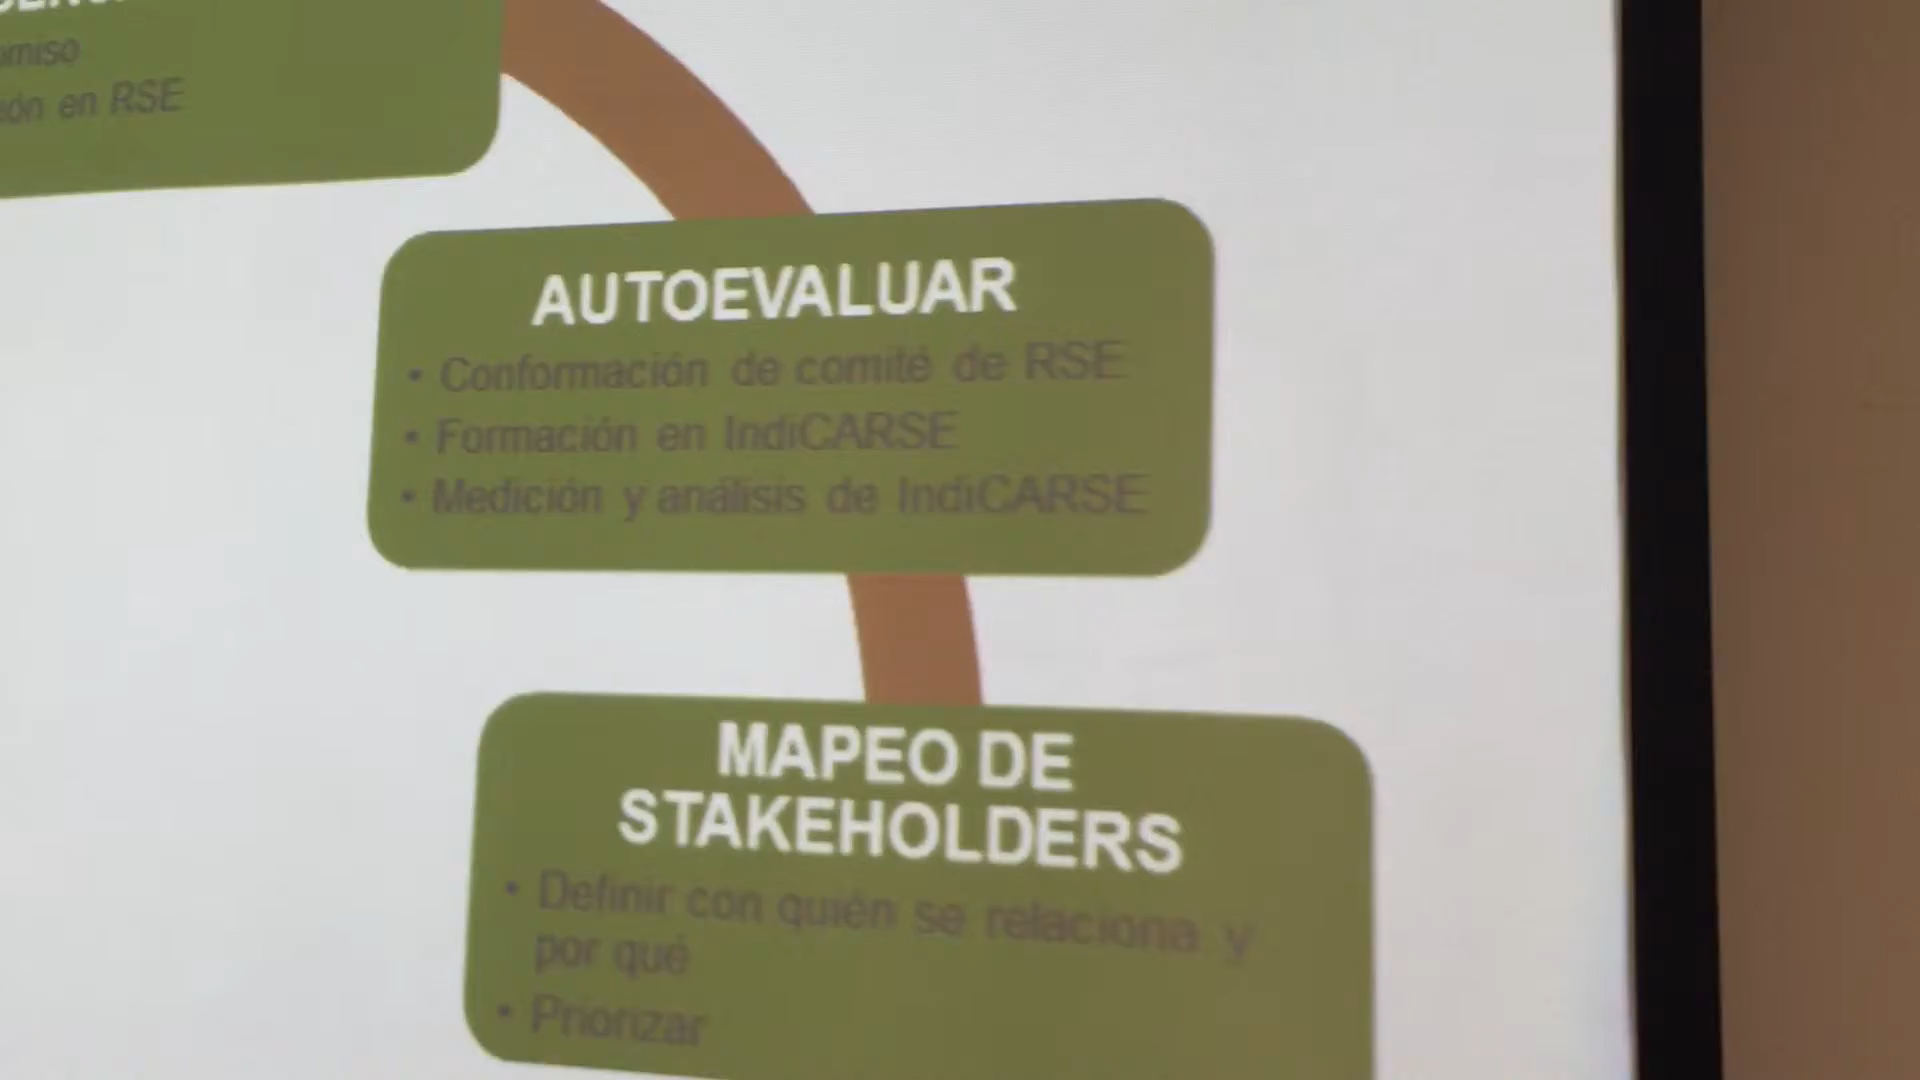 en RSE
AUTOEVALUAR
• Conformación de comité de RSE
• Formación en IndiCARSE
• Medición y análisis de IndiCARSE
MAPEO DE
STAKEHOLDERS
• Definir con quién se relaciona y
por qué
• Priorizar